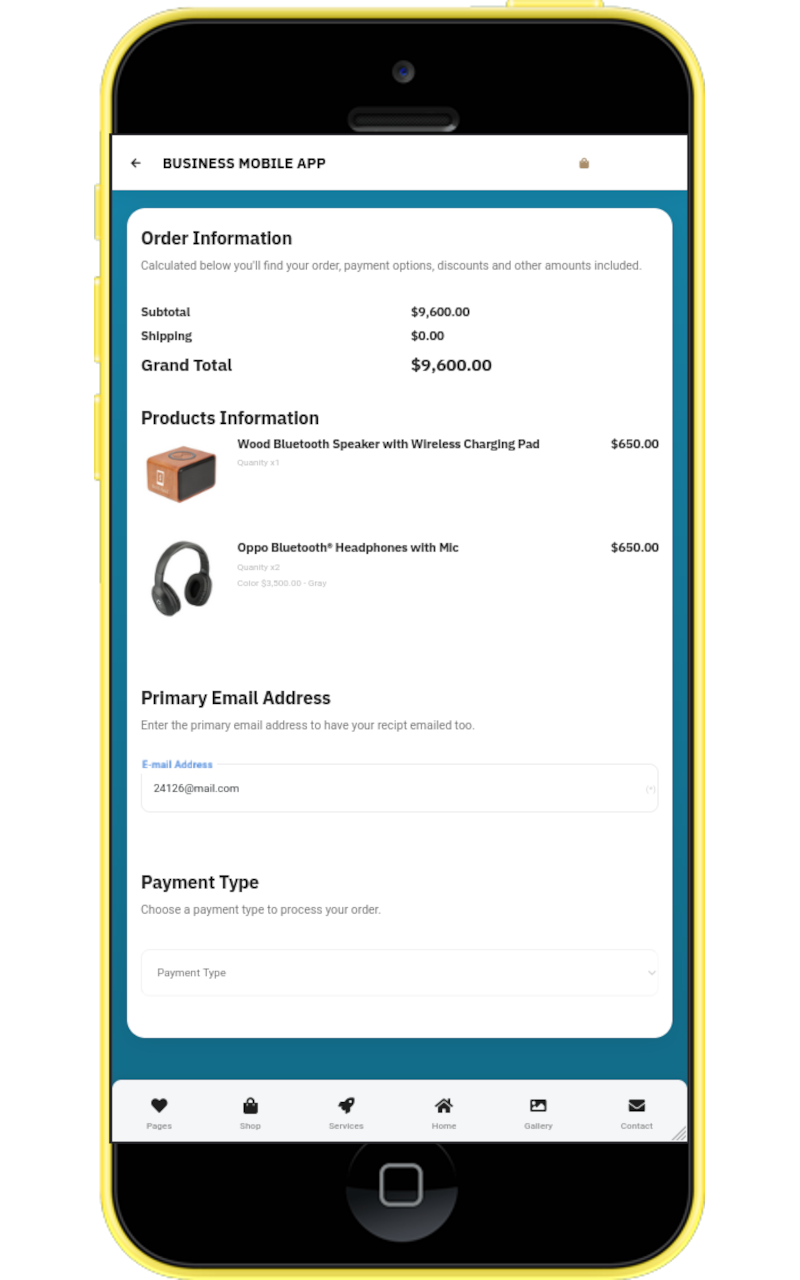 BUSINESS MOBILE APP
Order Information
Calculated below you'll find your order, payment options, discounts and other amounts included.
Subtotal $9,600.00
Shipping $0.00
Grand Total $9,600.00
Products Information
Wood Bluetooth Speaker with Wireless Charging Pad $650.00
Quanity x1
Oppo Bluetooth® Headphones with Mic $650.00
Quanity x2
Color $3,500.00 - Gray
Primary Email Address
Enter the primary email address to have your recipt emailed too.
E-mail Address
24126@mail.com (*)
Payment Type
Choose a payment type to process your order.
Payment Type
Pages Shop Services Home Gallery Contact